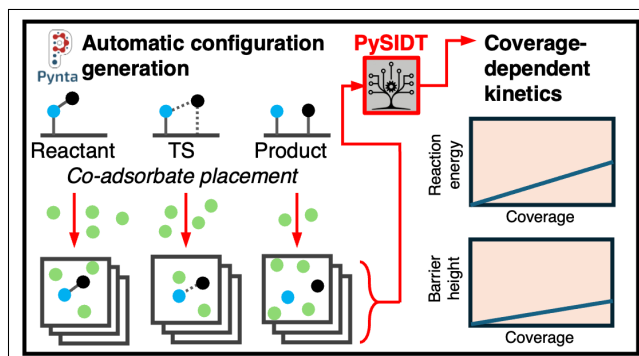 Pynta
Automatic configuration
generation
Reactant
TS
Product
Co-adsorbate placement
PySIDT
Coverage-
dependent
kinetics
Reaction
energy
Coverage
Barrier
height
Coverage